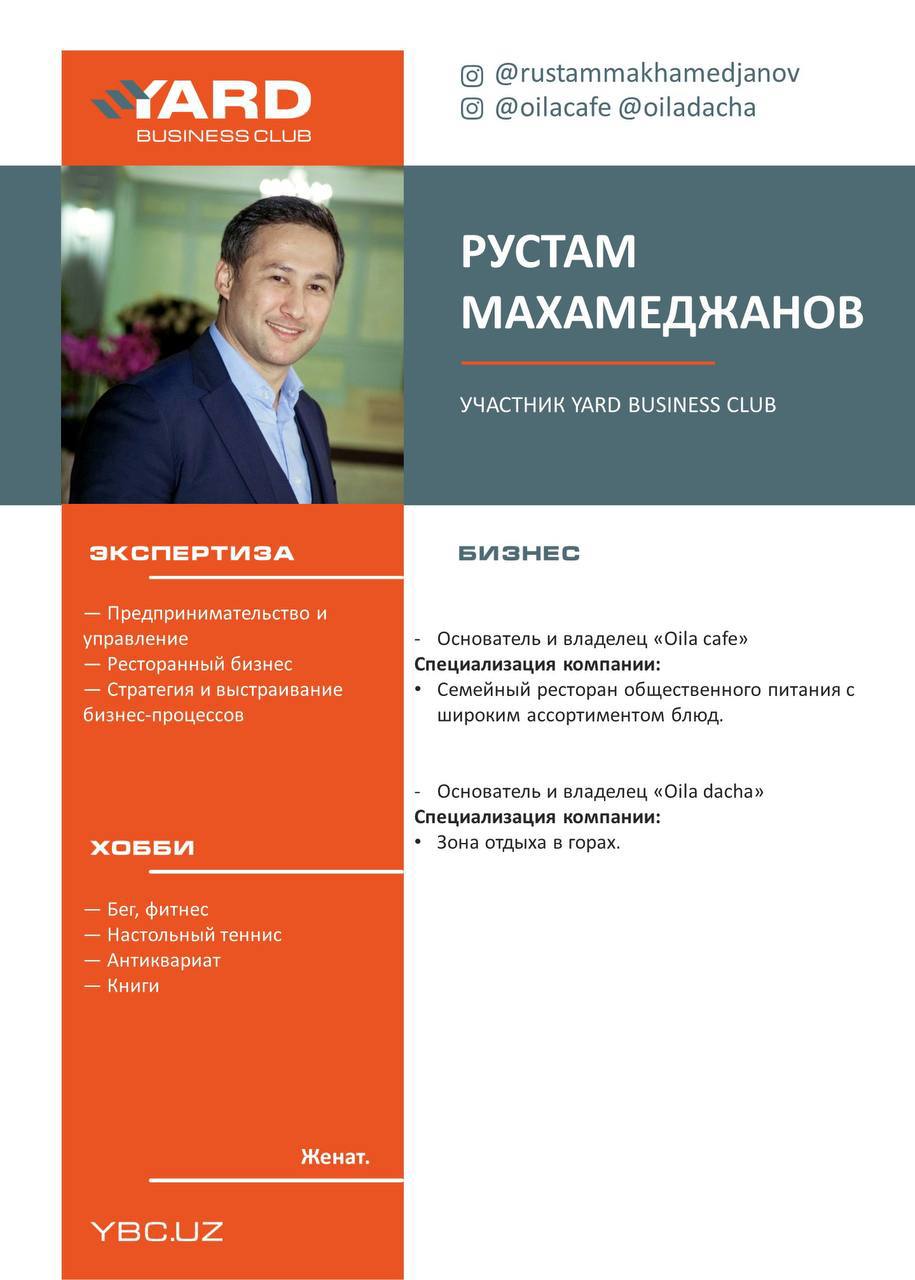 YARD
BUSINESS CLUB
@rustammakhamedjanov
@oilacafe @oiladacha
РУСТАМ
МАХАМЕДЖАНОВ
УЧАСТНИК YARD BUSINESS CLUB
ЭКСПЕРТИЗА
— Предпринимательство и
управление
— Ресторанный бизнес
— Стратегия и выстраивание
бизнес-процессов
ХОББИ
— Бег, фитнес
— Настольный теннис
— Антиквариат
— Книги
Женат.
YBC.UZ
БИЗНЕС
- Основатель и владелец «Oila cafe»
Специализация компании:
• Семейный ресторан общественного питания с
широким ассортиментом блюд.
- Основатель и владелец «Oila dacha»
Специализация компании:
• Зона отдыха в горах.